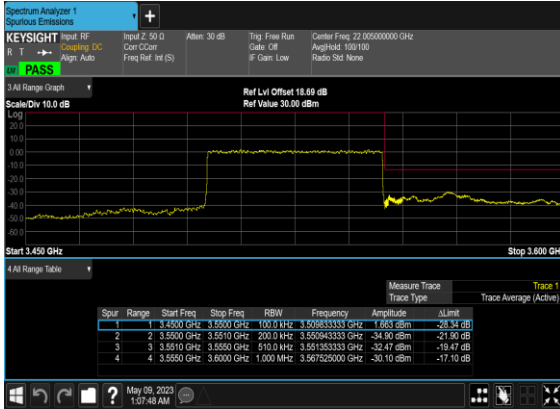 Spectrum Analyzer 1
Spurious Emissions
+
KEYSIGHT Input: RF Input Z: 50 Ω Atten: 30 dB Trig: Free Run Center Freq: 22.005000000 GHz
R T Coupling: DC Corr CCorr Gate: Off Avg|Hold: 100/100
Align: Auto Freq Ref: Int (S) IF Gain: Low Radio Std: None
PASS
3 All Range Graph
Ref Lvl Offset 18.69 dB
Scale/Div 10.0 dB Ref Value 30.00 dBm
Log
20.0
10.0
0.00
-10.0
-20.0
-30.0
-40.0
-50.0
-60.0
Start 3.450 GHz Stop 3.600 GH
4 All Range Table
Measure Trace Trace 1
Trace Type Trace Average (Active)
Spur Range Start Freq Stop Freq RBW Frequency Amplitude ΔLimit
1 1 3.4500 GHz 3.5500 GHz 100.0 kHz 3.509833333 GHz 1.663 dBm -28.34 dB
2 2 3.5500 GHz 3.5510 GHz 200.0 kHz 3.550943333 GHz -34.90 dBm -21.90 dB
3 3 3.5510 GHz 3.5550 GHz 510.0 kHz 3.551353333 GHz -32.47 dBm -19.47 dB
4 4 3.5550 GHz 3.6000 GHz 1.000 MHz 3.567525000 GHz -30.10 dBm -17.10 dB
?
May 09, 2023
1:07:48 AM